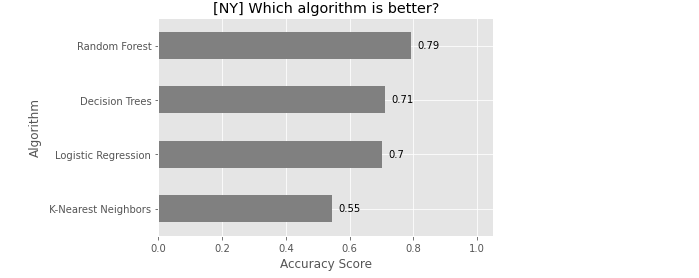 [NY] Which algorithm is better?
Algorithm
Random Forest 0.79
Decision Trees 0.71
Logistic Regression 0.7
K-Nearest Neighbors 0.55
0.0 0.2 0.4 0.6 0.8 1.0
Accuracy Score